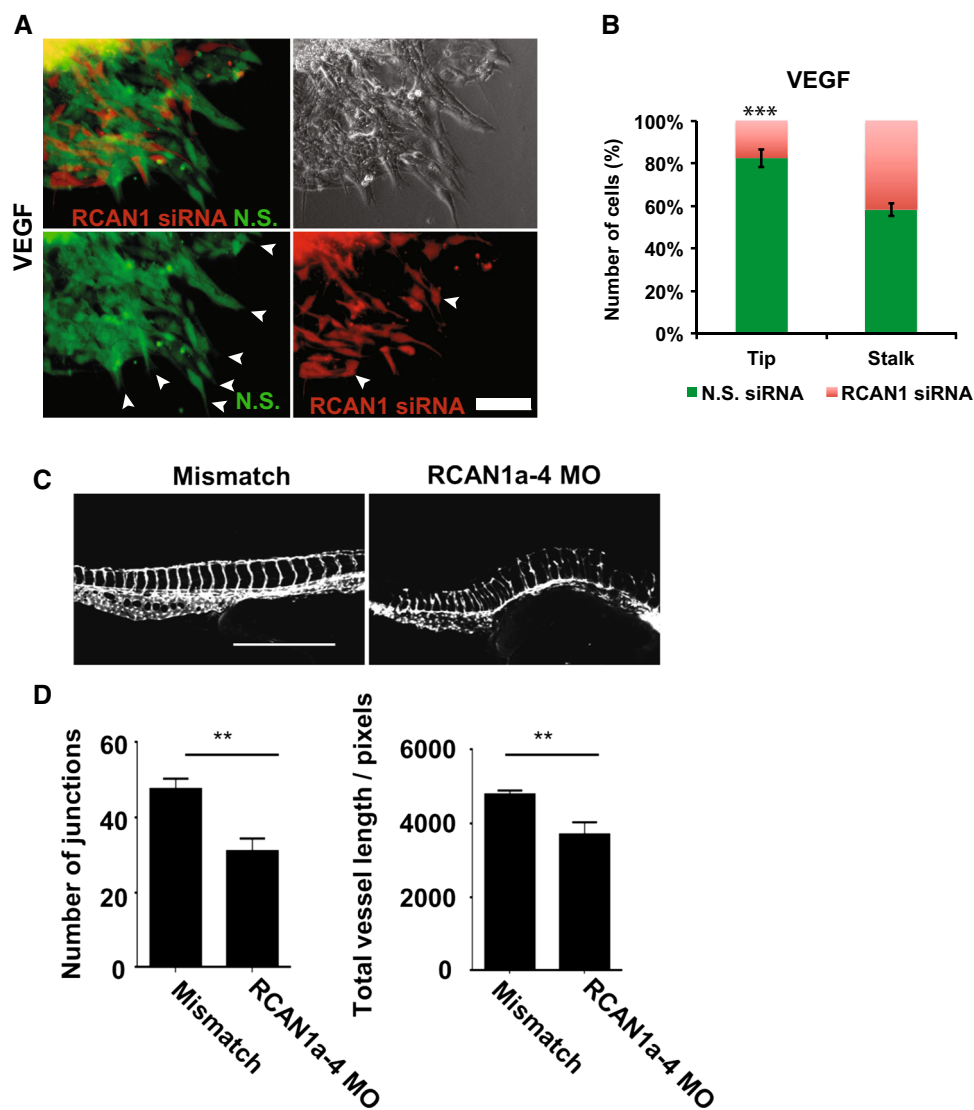 A
VEGF
RCAN1 siRNA N.S.
N.S.
RCAN1 siRNA
B
VEGF
***
Number of cells (%)
100%
80%
60%
40%
20%
0%
Tip
Stalk
N.S. siRNA
RCAN1 siRNA
C
Mismatch
RCAN1a-4 MO
D
Number of junctions
60
40
20
0
**
Mismatch
RCAN1a-4 MO
Total vessel length / pixels
6000
4000
2000
0
**
Mismatch
RCAN1a-4 MO